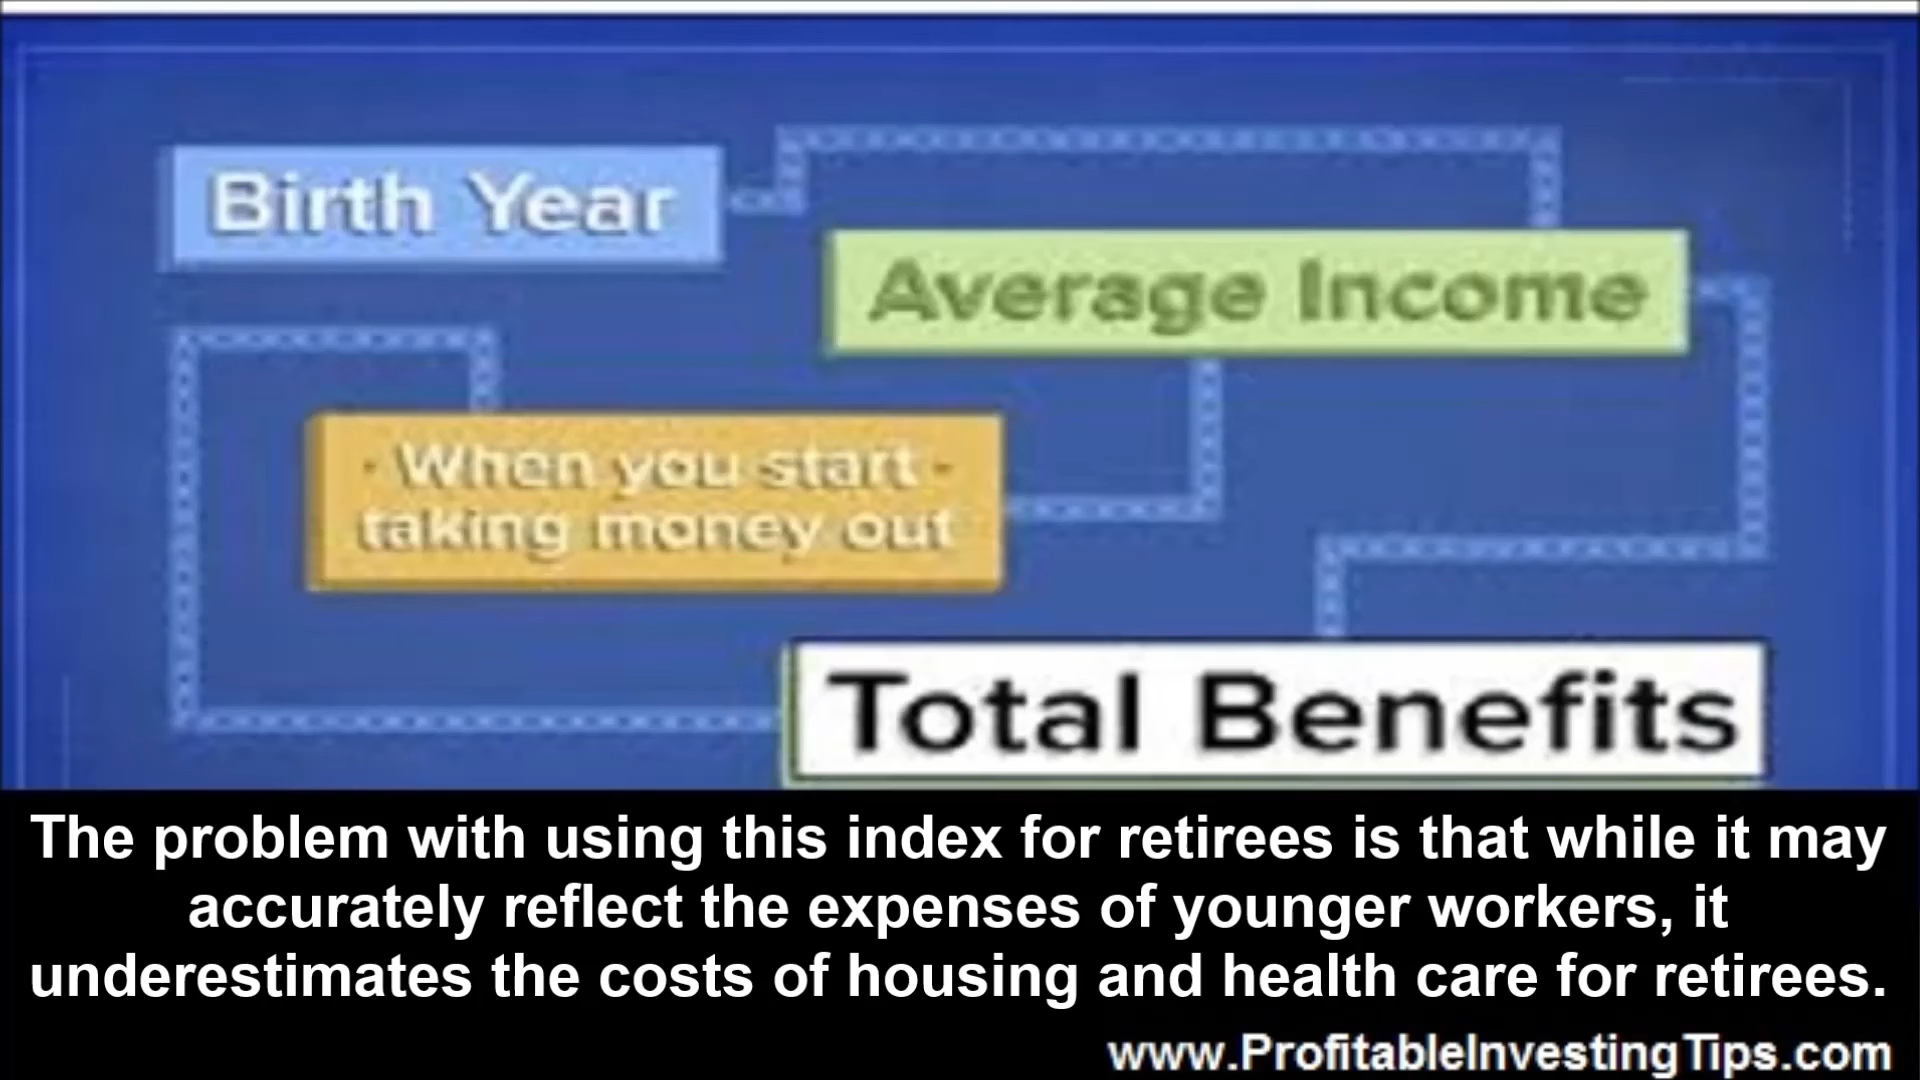 Birth Year
Average Income
- When you start -
taking money out
Total Benefits
The problem with using this index for retirees is that while it may
accurately reflect the expenses of younger workers, it
underestimates the costs of housing and health care for retirees.
www.ProfitableInvestingTips.com